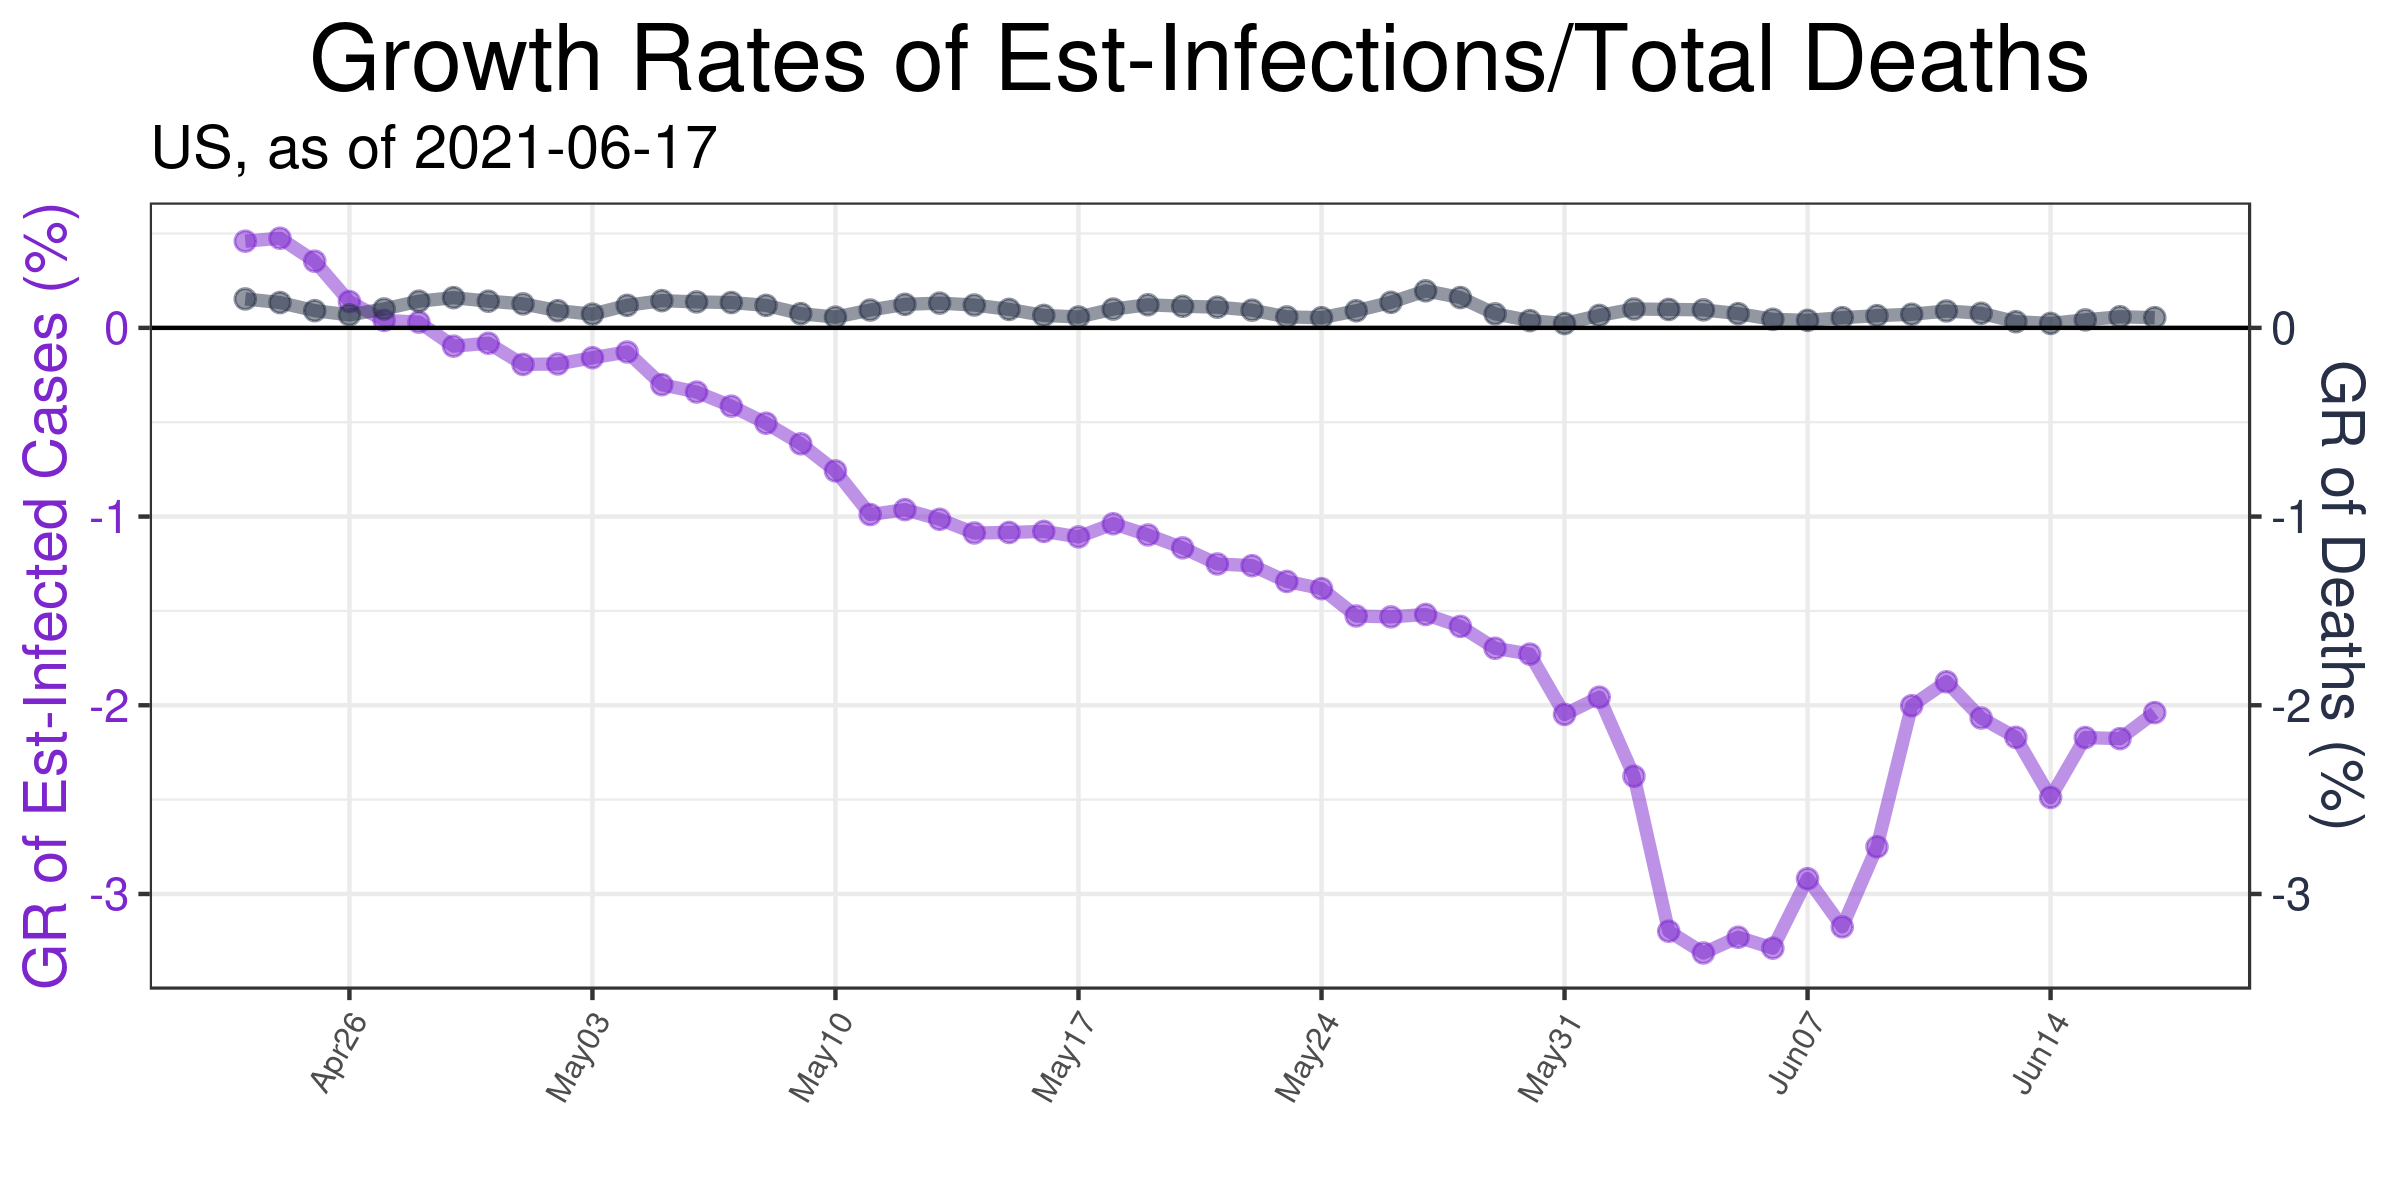 Growth Rates of Est-Infections/Total Deaths
US, as of 2021-06-17
GR of Est-Infected Cases (%)
0
-1
-2
-3
0
-1
-2
-3
GR of Deaths (%)
Apr26
May03
May10
May17
May24
May31
Jun07
Jun14